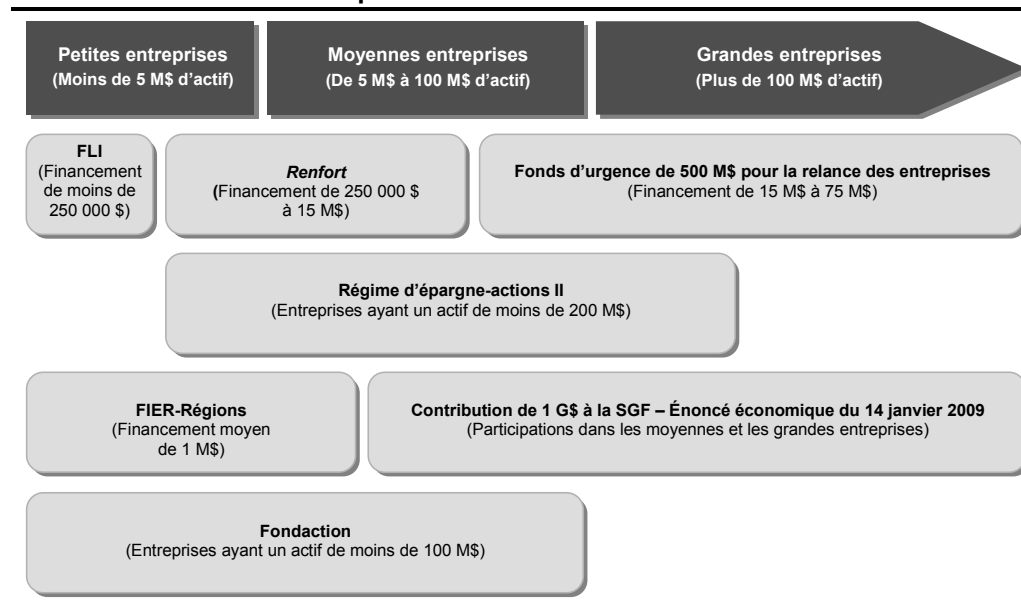 Petites entreprises
(Moins de 5 M$ d'actif)
Moyennes entreprises
(De 5 M$ à 100 M$ d'actif)
Grandes entreprises
(Plus de 100 M$ d'actif)
FLI
(Financement
de moins de
250 000 $)
Renfort
(Financement de 250 000 $
à 15 M$)
Fonds d'urgence de 500 M$ pour la relance des entreprises
(Financement de 15 M$ à 75 M$)
Régime d'épargne-actions II
(Entreprises ayant un actif de moins de 200 M$)
FIER-Régions
(Financement moyen
de 1 M$)
Contribution de 1 G$ à la SGF – Énoncé économique du 14 janvier 2009
(Participations dans les moyennes et les grandes entreprises)
Fondaction
(Entreprises ayant un actif de moins de 100 M$)